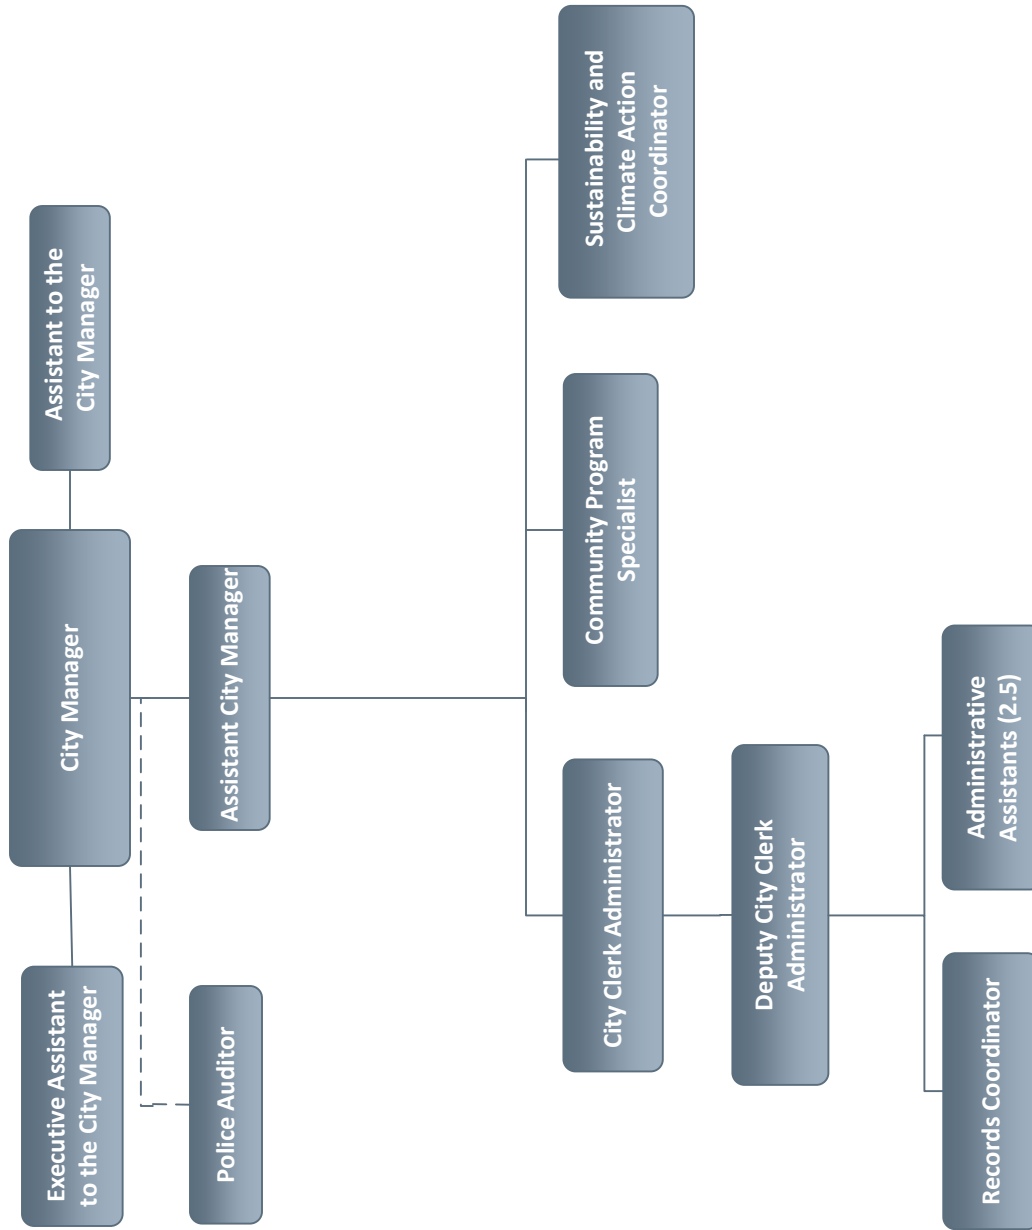 City Manager
Executive Assistant
to the City Manager
Assistant to the
City Manager
Police Auditor
Assistant City Manager
City Clerk Administrator
Community Program
Specialist
Sustainability and
Climate Action
Coordinator
Deputy City Clerk
Administrator
Records Coordinator
Administrative
Assistants (2.5)